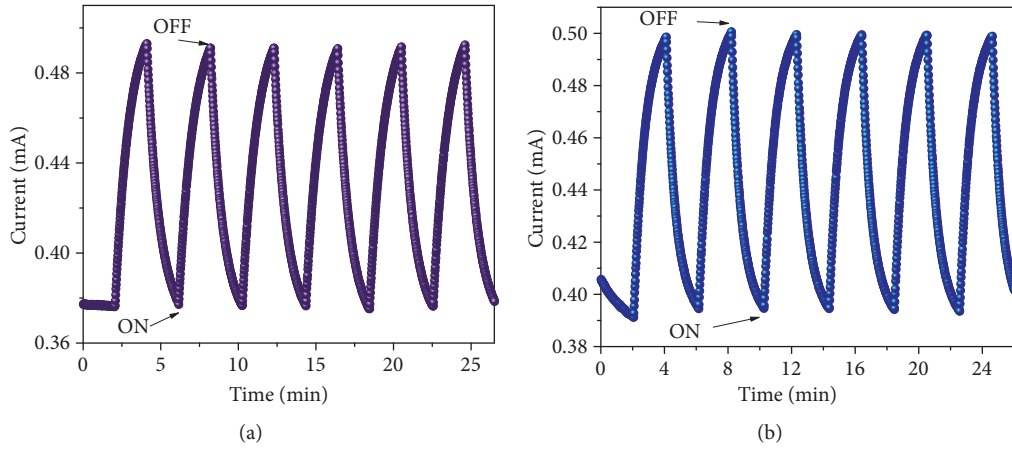 OFF
0.48
0.44
0.40
0.36
ON
Current (mA)
0 5 10 15 20 25
Time (min)
(a)
OFF
0.50
0.48
0.46
0.44
0.42
0.40
0.38
ON
Current (mA)
0 4 8 12 16 20 24
Time (min)
(b)